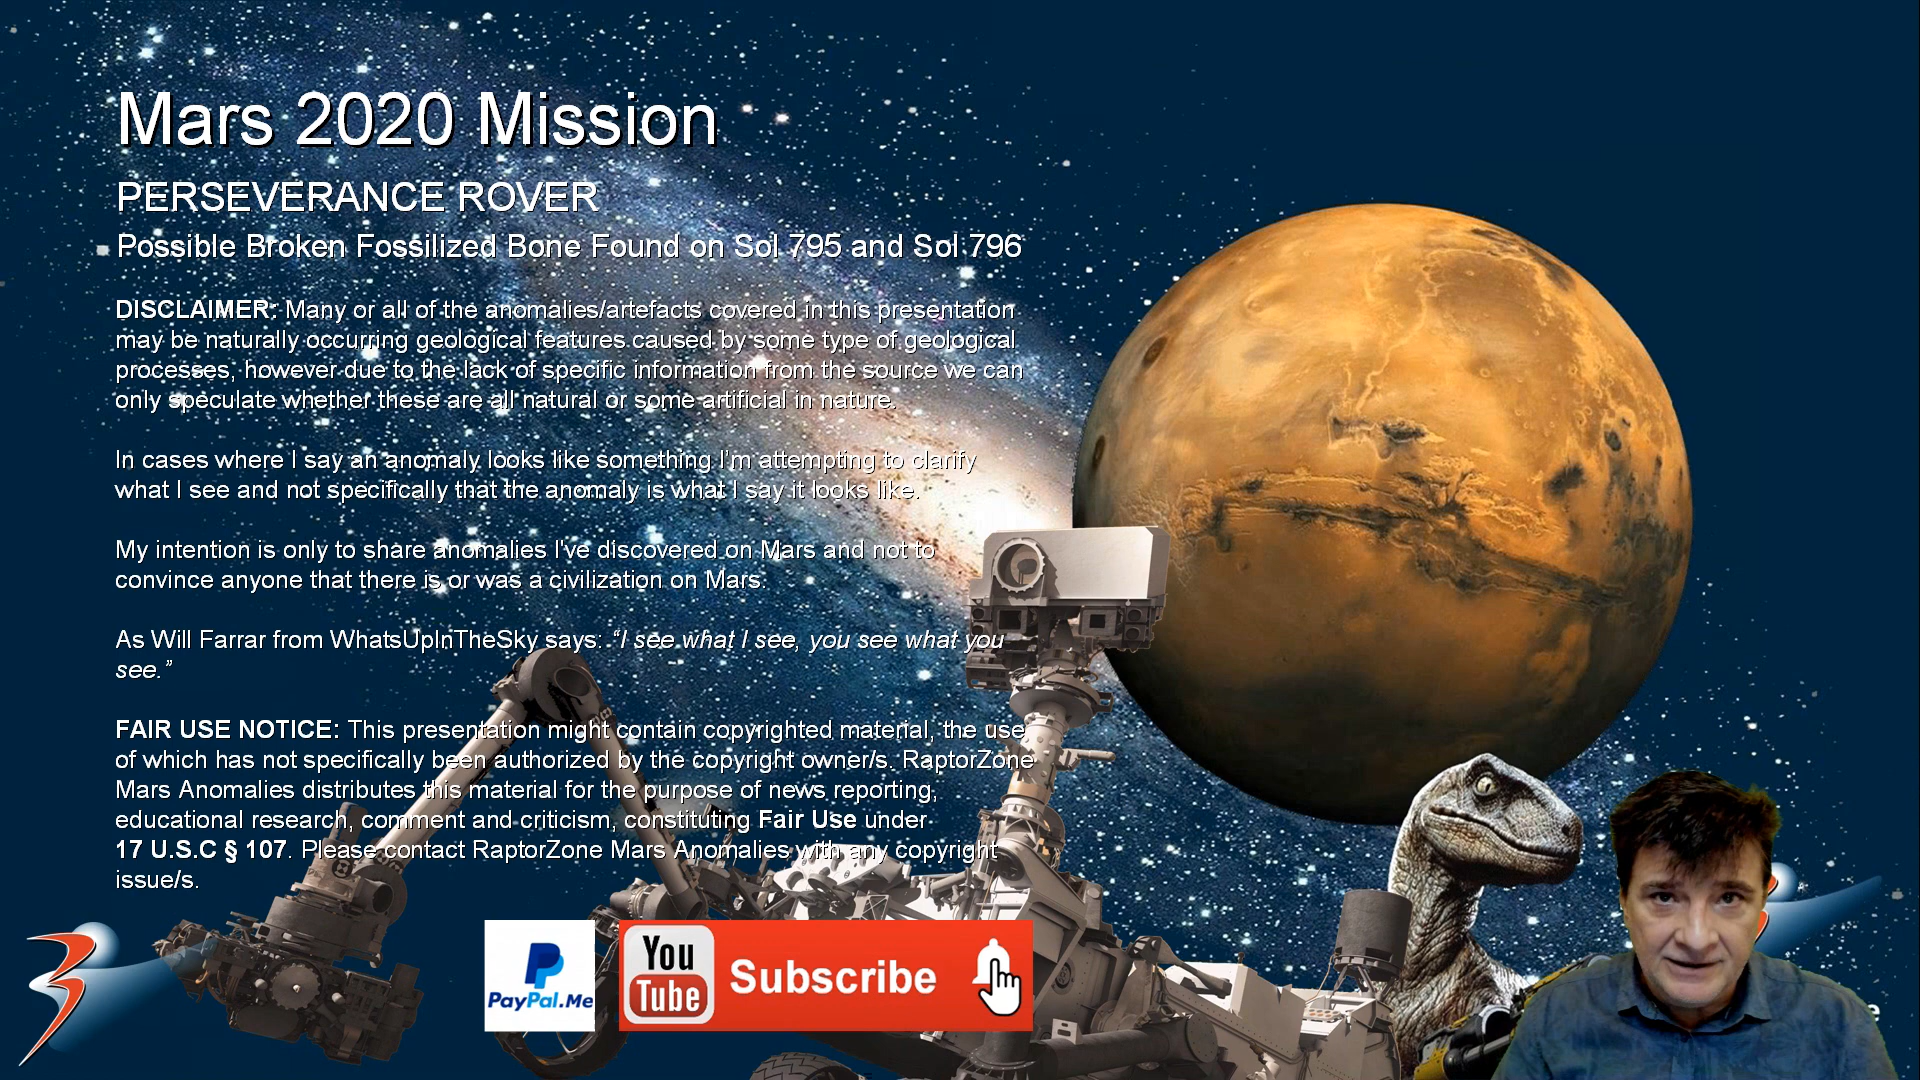 Mars 2020 Mission
PERSEVERANCE ROVER
Possible Broken Fossilized Bone Found on Sol 795 and Sol 796
DISCLAIMER: Many or all of the anomalies/artefacts covered in this presentation
may be naturally occurring geological features caused by some type of geological
processes, however due to the lack of specific information from the source we can
only speculate whether these are all natural or some artificial in nature.
In cases where I say an anomaly looks like something I'm attempting to clarify
what I see and not specifically that the anomaly is what I say it looks like.
My intention is only to share anomalies I've discovered on Mars and not to
convince anyone that there is or was a civilization on Mars.
As Will Farrar from WhatsUpInTheSky says: “I see what I see, you see what you
see.”
FAIR USE NOTICE: This presentation might contain copyrighted material, the use
of which has not specifically been authorized by the copyright owner/s. RaptorZone
Mars Anomalies distributes this material for the purpose of news reporting,
educational research, comment and criticism, constituting Fair Use under
17 U.S.C § 107. Please contact RaptorZone Mars Anomalies with any copyright
issue/s.
PayPal.Me
You
Tube
Subscribe